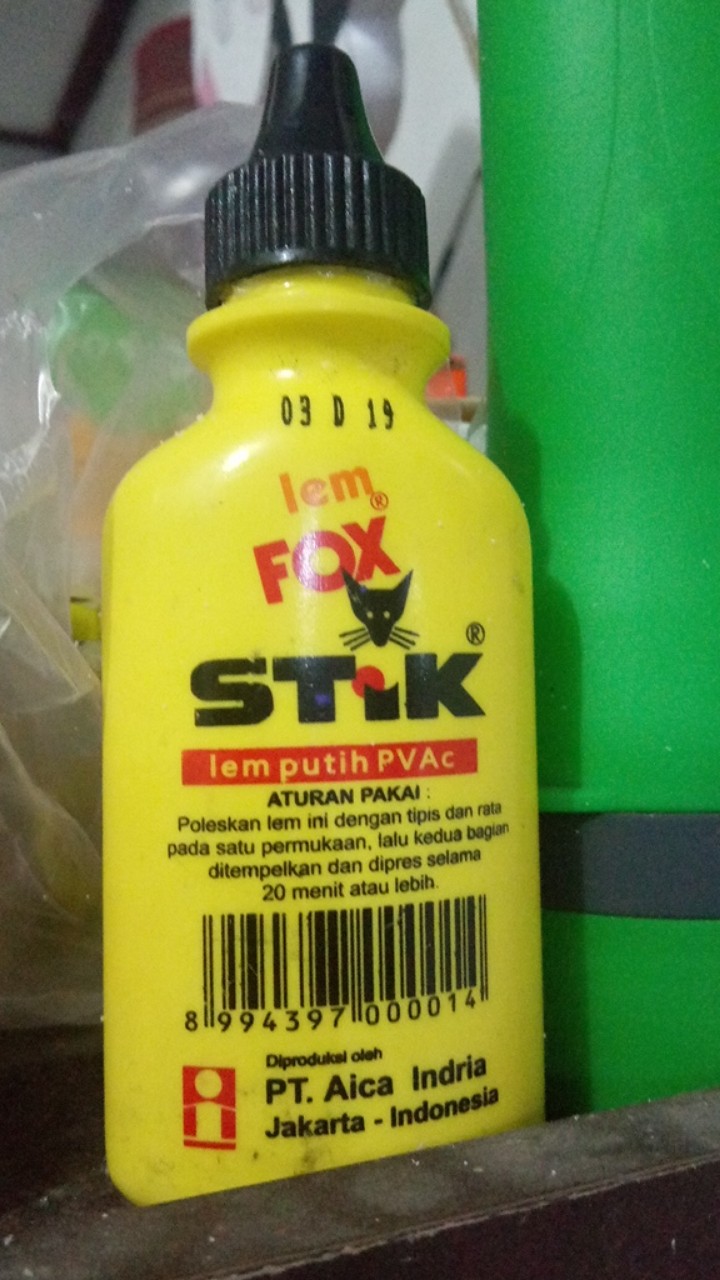 03 D 19
lem®
FOX
STiK®
lem putih PVAc
ATURAN PAKAI :
Poleskan lem ini dengan tipis dan rata
pada satu permukaan, lalu kedua bagian
ditempelkan dan dipres selama
20 menit atau lebih.
8 994397 000014
Diproduksi oleh
PT. Aica Indria
Jakarta - Indonesia